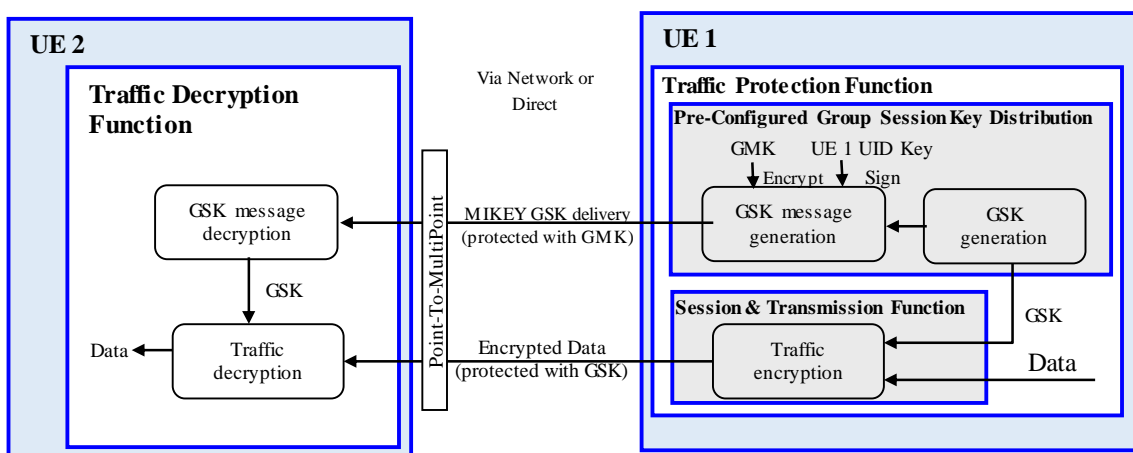 UE 2
Traffic Decryption
Function
GSK message
decryption
GSK
Traffic
decryption
Data
Via Network or
Direct
Point-To-MultiPoint
MIKEY GSK delivery
(protected with GMK)
Encrypted Data
(protected with GSK)
UE 1
Traffic Protection Function
Pre-Configured Group Session Key Distribution
GMK
UE 1 UID Key
Encrypt
Sign
GSK message
generation
GSK
generation
Session & Transmission Function
GSK
Traffic
encryption
Data